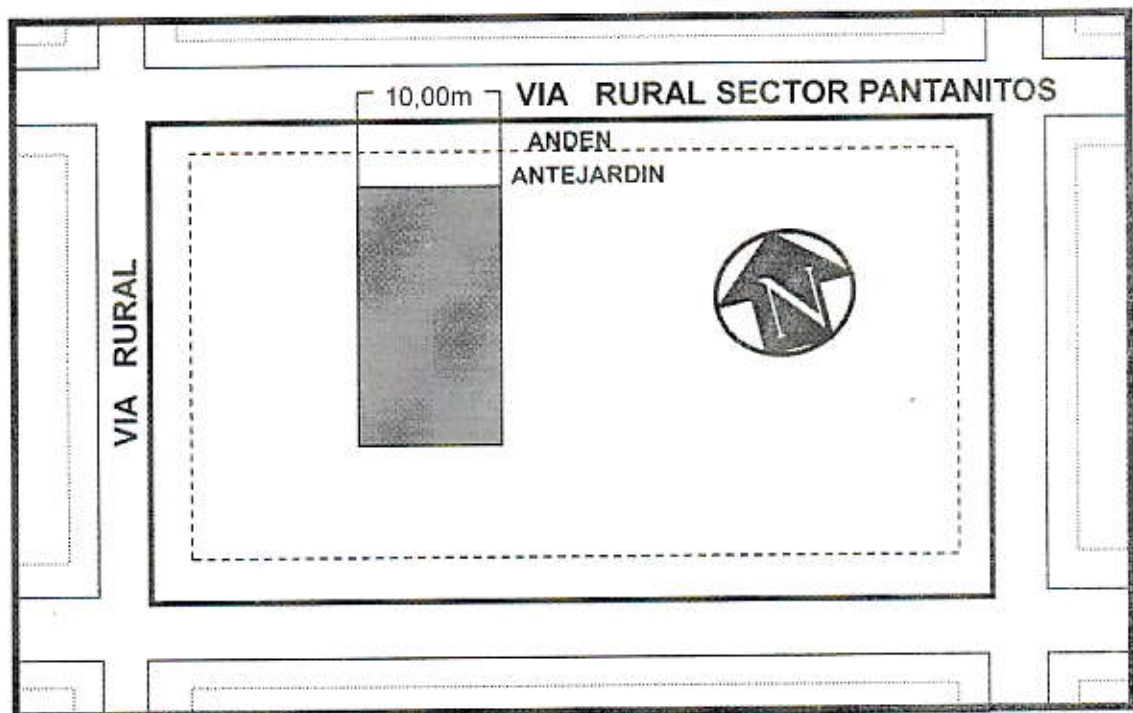 10,00m VIA RURAL SECTOR PANTANITOS
ANDEN
ANTEJARDIN
N
VIA RURAL